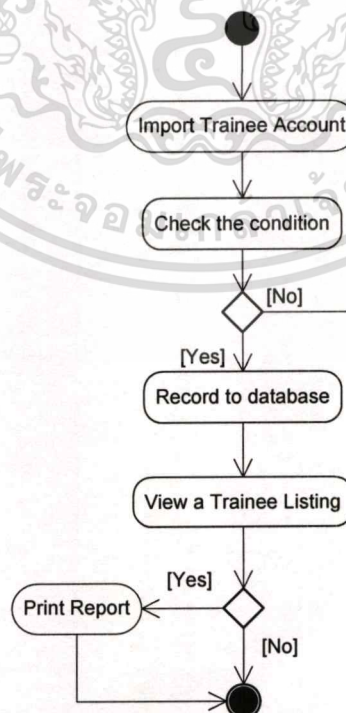 Import Trainee Account
Check the condition
[No]
[Yes]
Record to database
View a Trainee Listing
[Yes]
Print Report
[No]